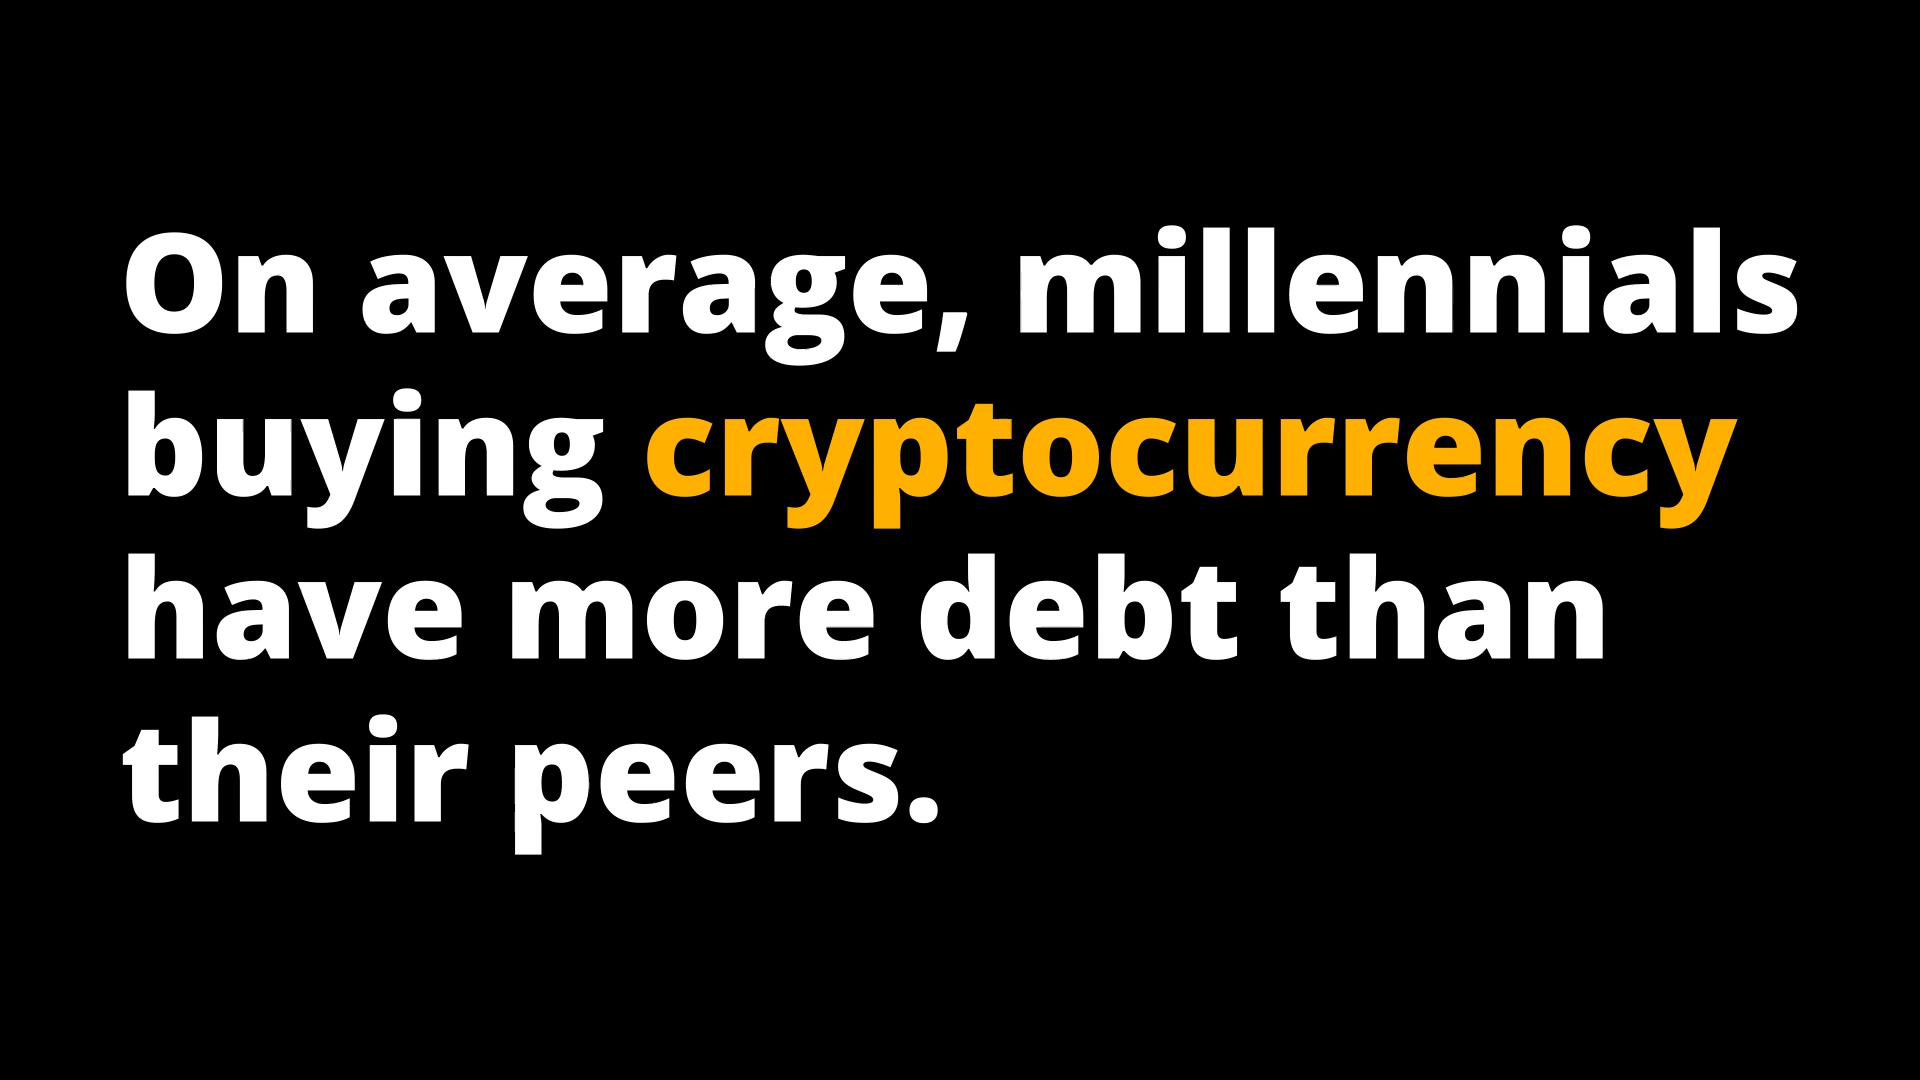 On average, millennials
buying cryptocurrency
have more debt than
their peers.